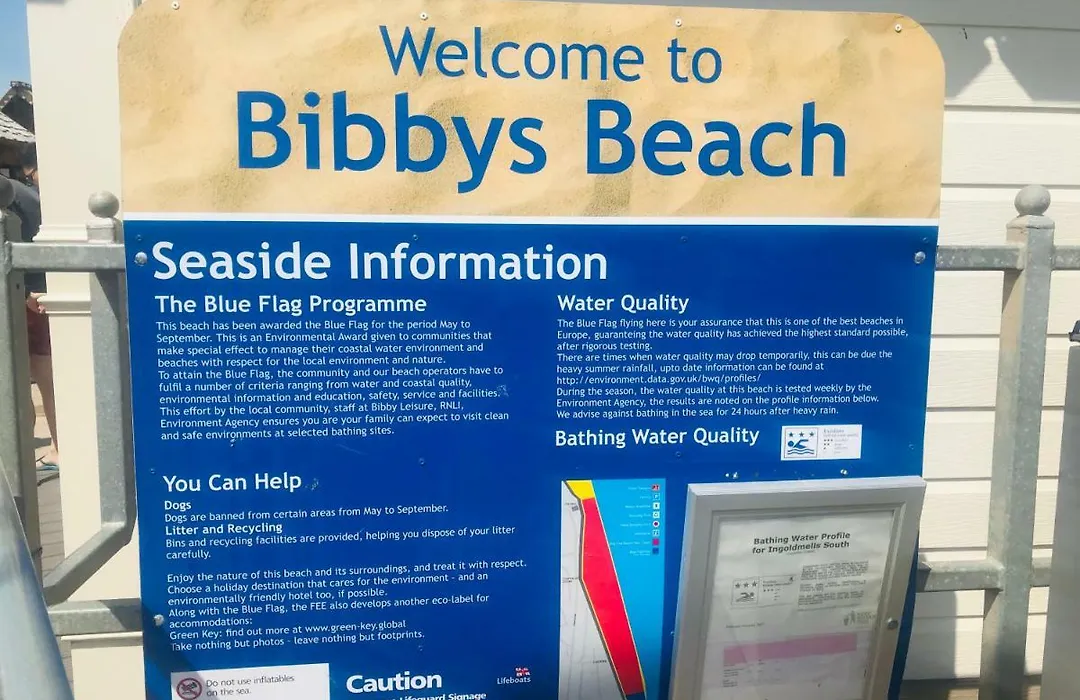 Welcome to
Bibbys Beach
Seaside Information
The Blue Flag Programme
This beach has been awarded the Blue Flag for the period May to
September. This is an Environmental Award given to communities that
make special effect to manage their coastal water environment and
beaches with respect for the local environment and nature.
To attain the Blue Flag, the community and our beach operators have to
fulfil a number of criteria ranging from water and coastal quality,
environmental information and education, safety, service and facilities.
This effort by the local community, staff at Bibby Leisure, RNLI,
Environment Agency ensures you are your family can expect to visit clean
and safe environments at selected bathing sites.
You Can Help
Dogs
Dogs are banned from certain areas from May to September.
Litter and Recycling
Bins and recycling facilities are provided, helping you dispose of your litter
carefully.
Enjoy the nature of this beach and its surroundings, and treat it with respect.
Choose a holiday destination that cares for the environment - and an
environmentally friendly hotel too, if possible.
Along with the Blue Flag, the FEE also develops another eco-label for
accommodations:
Green Key: find out more at www.green-key.global
Take nothing but photos - leave nothing but footprints.
Do not use inflatables
on the sea.
Caution
Lifeguard Signage
Lifeboats
Water Quality
The Blue Flag flying here is your assurance that this is one of the best beaches in
Europe, guaranteeing the water quality has achieved the highest standard possible,
after rigorous testing.
There are times when water quality may drop temporarily, this can be due the
heavy summer rainfall, upto date information can be found at
http://environment.data.gov.uk/bwq/profiles/
During the season, the water quality at this beach is tested weekly by the
Environment Agency, the results are noted on the profile information below.
We advise against bathing in the sea for 24 hours after heavy rain.
Bathing Water Quality
Bathing Water Profile
for Ingoldmells South